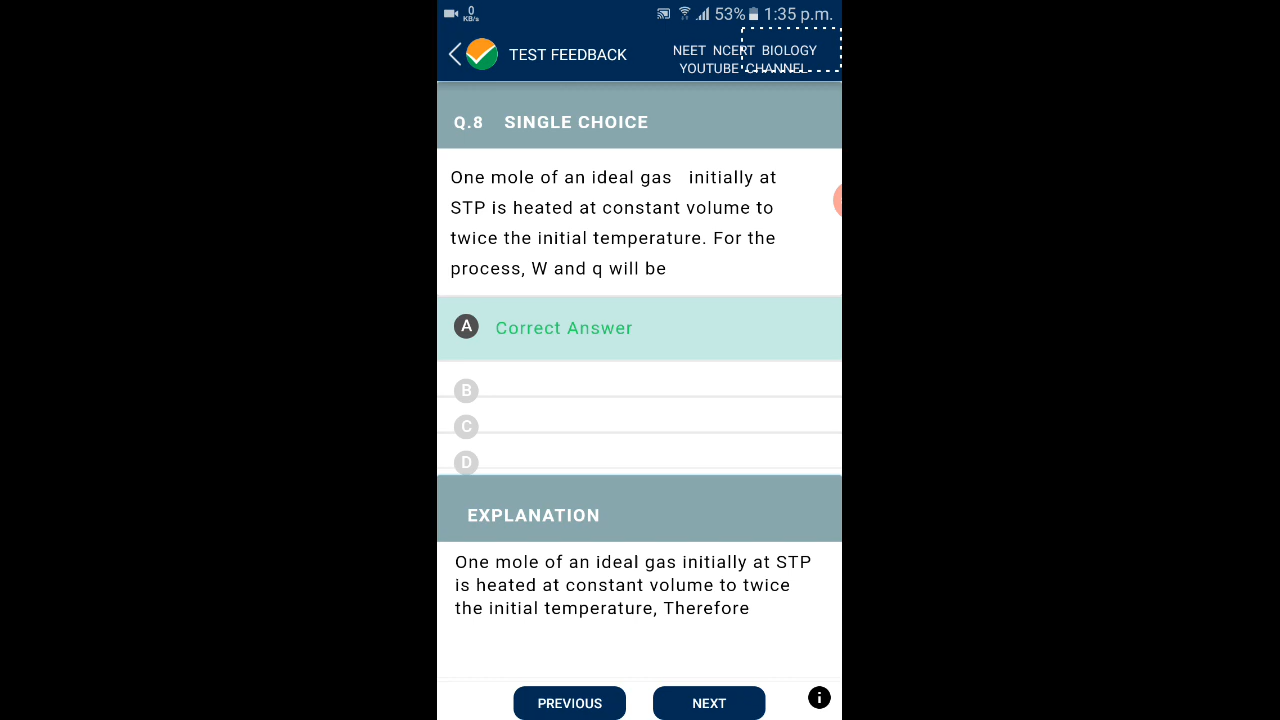 0
KB/s
53% 1:35 p.m.
TEST FEEDBACK
NEET NCERT BIOLOGY
YOUTUBE CHANNEL
Q.8 SINGLE CHOICE
One mole of an ideal gas initially at
STP is heated at constant volume to
twice the initial temperature. For the
process, W and q will be
A Correct Answer
B
C
D
EXPLANATION
One mole of an ideal gas initially at STP
is heated at constant volume to twice
the initial temperature, Therefore
PREVIOUS NEXT i